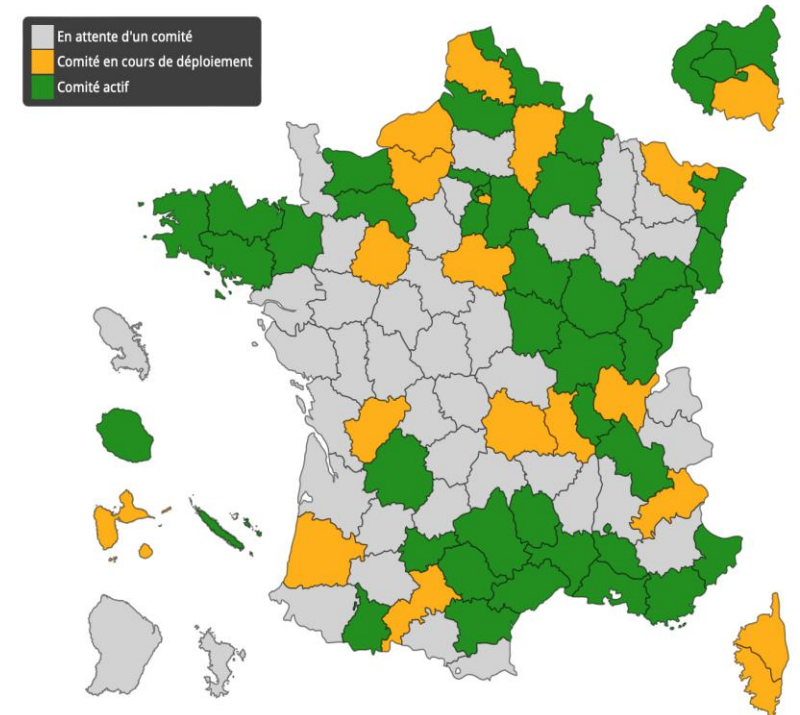 En attente d'un comité
Comité en cours de déploiement
Comité actif